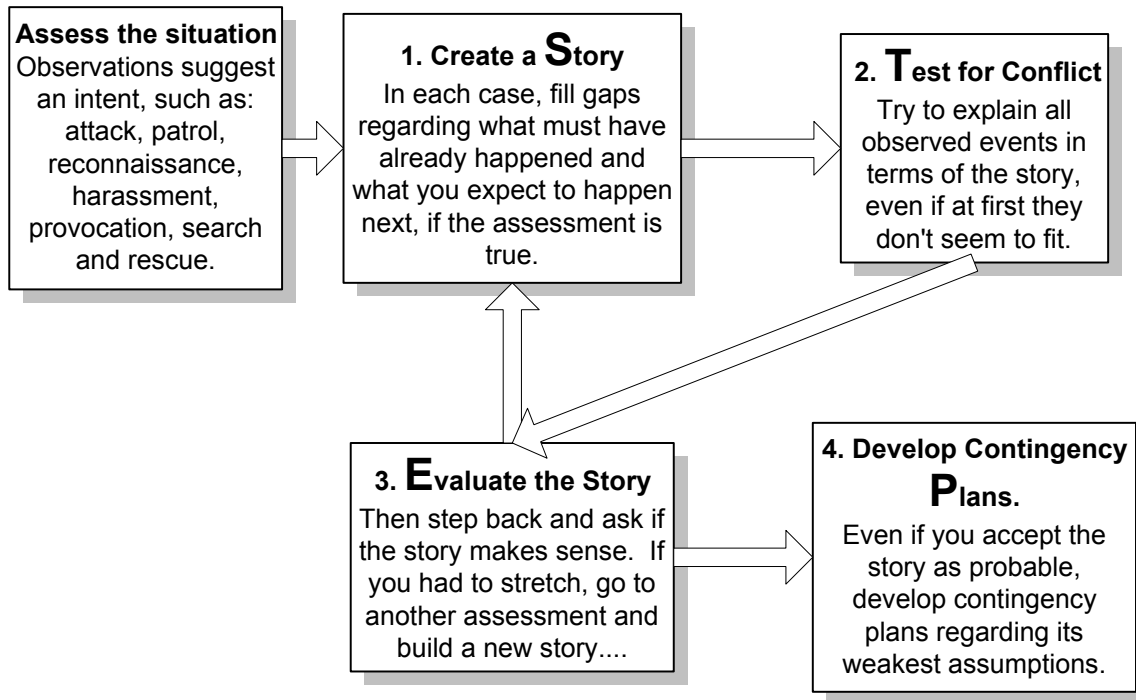 Assess the situation
Observations suggest
an intent, such as:
attack, patrol,
reconnaissance,
harassment,
provocation, search
and rescue.
1. Create a Story
In each case, fill gaps
regarding what must have
already happened and
what you expect to happen
next, if the assessment is
true.
2. Test for Conflict
Try to explain all
observed events in
terms of the story,
even if at first they
don't seem to fit.
3. Evaluate the Story
Then step back and ask if
the story makes sense.  If
you had to stretch, go to
another assessment and
build a new story....
4. Develop Contingency
Plans.
Even if you accept the
story as probable,
develop contingency
plans regarding its
weakest assumptions.